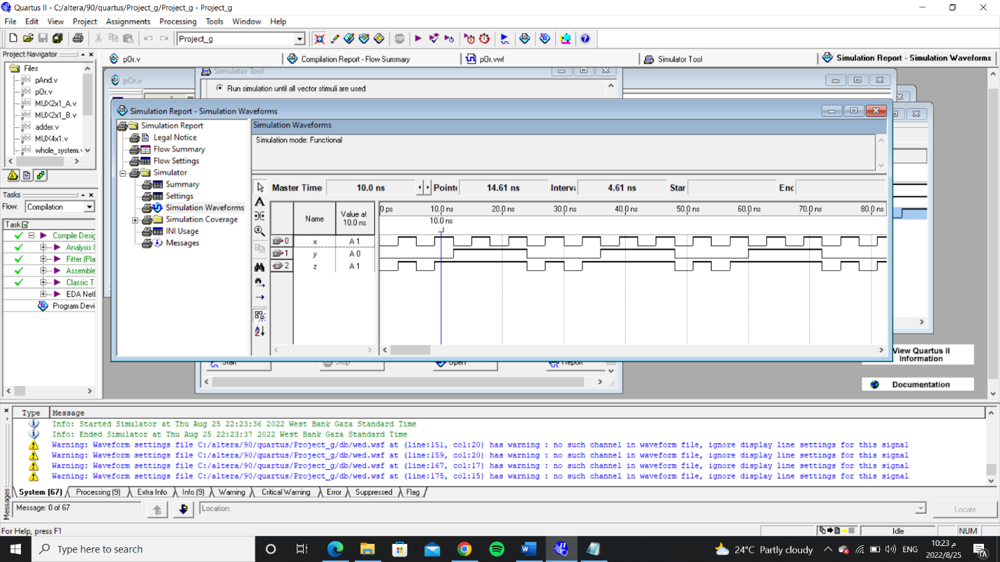 Quartus II - C:/altera/90/quartus/Project_g/Project_g - Project_g
File Edit View Project Assignments Processing Tools Window Help
Project_g
Project Navigator
Files
pAnd.v
pOr.v
MUX2x1_A.v
MUX2x1_B.v
adder.v
MUX4x1.v
whole_system.v
Tasks
Flow: Compilation
Task
Compile Desig
Analysis &
Fitter (Pla
Assemble
Classic T
EDA Netl
Program Devi
pOr.v
Compilation Report - Flow Summary
pOr.vwf
Simulator Tool
Simulation Report - Simulation Waveforms
pOr.v
Simulator Tool
Run simulation until all vector stimuli are used
Simulation Report - Simulation Waveforms
Simulation Report
Legal Notice
Flow Summary
Flow Settings
Simulator
Summary
Settings
Simulation Waveforms
Simulation Coverage
INI Usage
Messages
Simulation Waveforms
Simulation mode: Functional
Master Time 10.0 ns Pointe 14.61 ns Interva 4.61 ns Star Enc
Name Value at 10.0 ns
0 ps 10.0 ns 20.0 ns 30.0 ns 40.0 ns 50.0 ns 60.0 ns 70.0 ns 80.0 ns
10.0 ns
0 x A 1
1 y A 0
2 z A 1
Start Stop Open Report
View Quartus II
Information
Documentation
Type Message
Info: Started Simulator at Thu Aug 25 22:23:36 2022 West Bank Gaza Standard Time
Info: Ended Simulator at Thu Aug 25 22:23:37 2022 West Bank Gaza Standard Time
Warning: Waveform settings file C:/altera/90/quartus/Project_g/db/wed.wsf at (line:151, col:20) has warning : no such channel in waveform file, ignore display line settings for this signal
Warning: Waveform settings file C:/altera/90/quartus/Project_g/db/wed.wsf at (line:159, col:20) has warning : no such channel in waveform file, ignore display line settings for this signal
Warning: Waveform settings file C:/altera/90/quartus/Project_g/db/wed.wsf at (line:167, col:17) has warning : no such channel in waveform file, ignore display line settings for this signal
Warning: Waveform settings file C:/altera/90/quartus/Project_g/db/wed.wsf at (line:175, col:15) has warning : no such channel in waveform file, ignore display line settings for this signal
System (67) Processing (9) Extra Info Info (9) Warning Critical Warning Error Suppressed Flag
Messages
Message: 0 of 67 Location: Locate
For Help, press F1 Idle NUM
Type here to search
24°C Partly cloudy ENG
10:23 م
2022/8/25